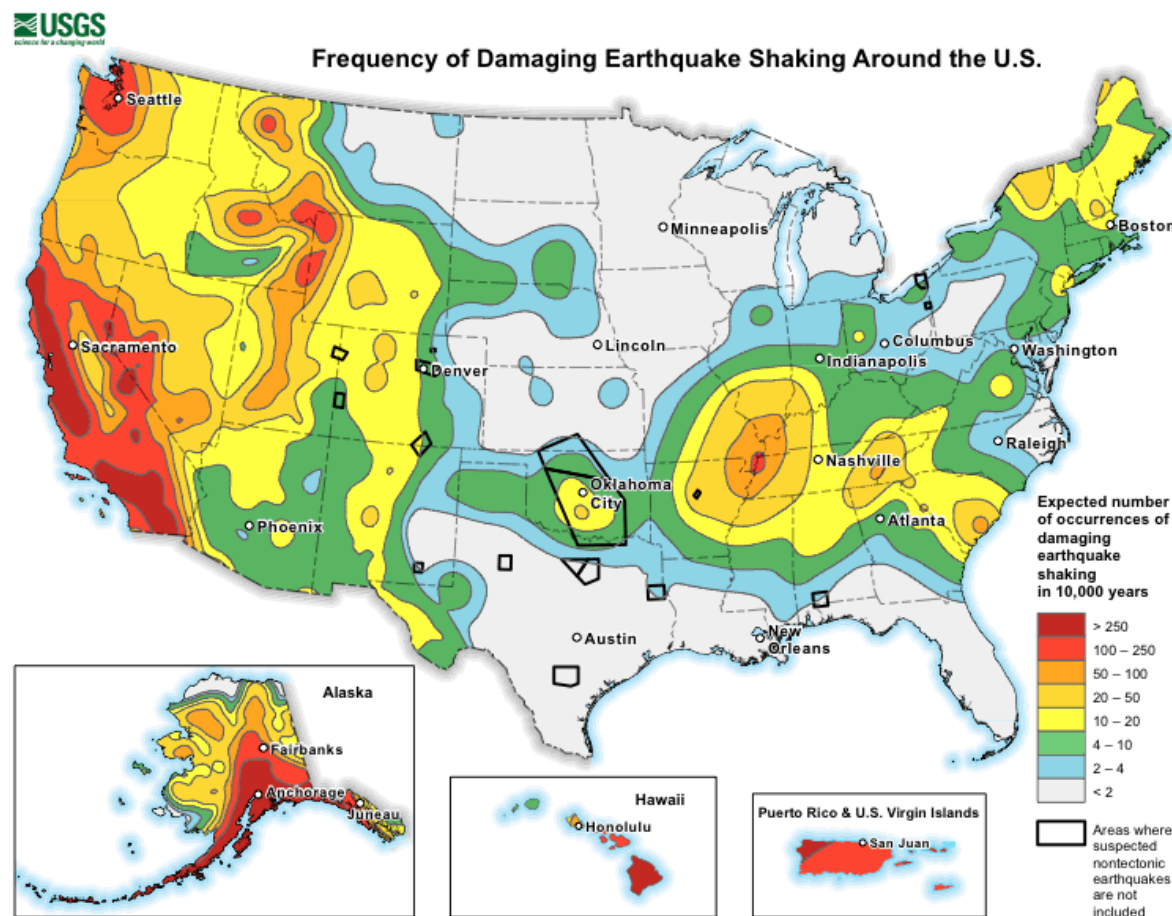 USGS
science for a changing world
Frequency of Damaging Earthquake Shaking Around the U.S.
Seattle
Minneapolis
Boston
Sacramento
Lincoln
Columbus
Washington
Indianapolis
Denver
Raleigh
Nashville
Oklahoma
City
Phoenix
Atlanta
Austin
New
Orleans
Expected number
of occurrences of
damaging
earthquake
shaking
in 10,000 years
> 250
100 – 250
50 – 100
20 – 50
10 – 20
4 – 10
2 – 4
< 2
Areas where
suspected
nontectonic
earthquakes
are not
included
Alaska
Fairbanks
Anchorage
Juneau
Hawaii
Honolulu
Puerto Rico & U.S. Virgin Islands
San Juan